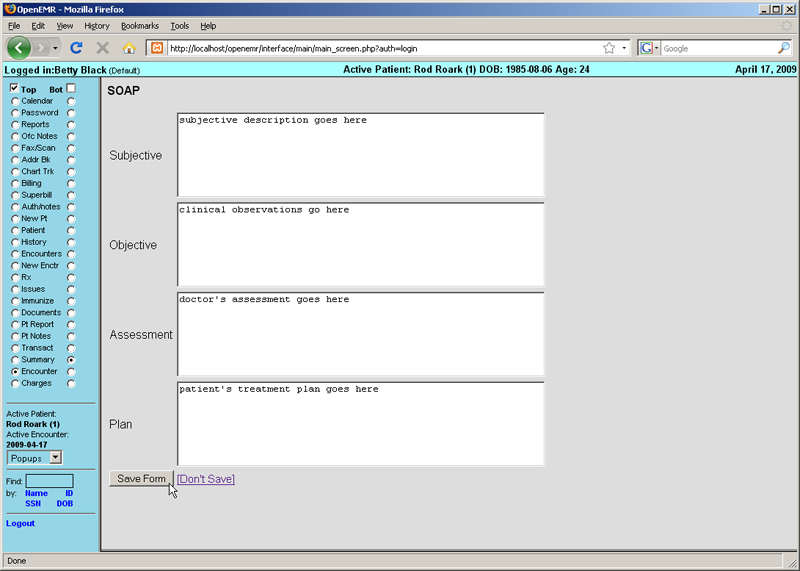 OpenEMR - Mozilla Firefox
File Edit View History Bookmarks Tools Help
http://localhost/openemr/interface/main/main_screen.php?auth=login
G Google
Logged in:Betty Black (Default) Active Patient: Rod Roark (1) DOB: 1985-08-06 Age: 24 April 17, 2009
Top Bot
Calendar
Password
Reports
Ofc Notes
Fax/Scan
Addr Bk
Chart Trk
Billing
Superbill
Auth/notes
New Pt
Patient
History
Encounters
New Enctr
Rx
Issues
Immunize
Documents
Pt Report
Pt Notes
Transact
Summary
Encounter
Charges
Active Patient:
Rod Roark (1)
Active Encounter:
2009-04-17
Popups
Find:
by: Name ID
SSN DOB
Logout
SOAP
Subjective
subjective description goes here
Objective
clinical observations go here
Assessment
doctor's assessment goes here
Plan
patient's treatment plan goes here
Save Form [Don't Save]
Done